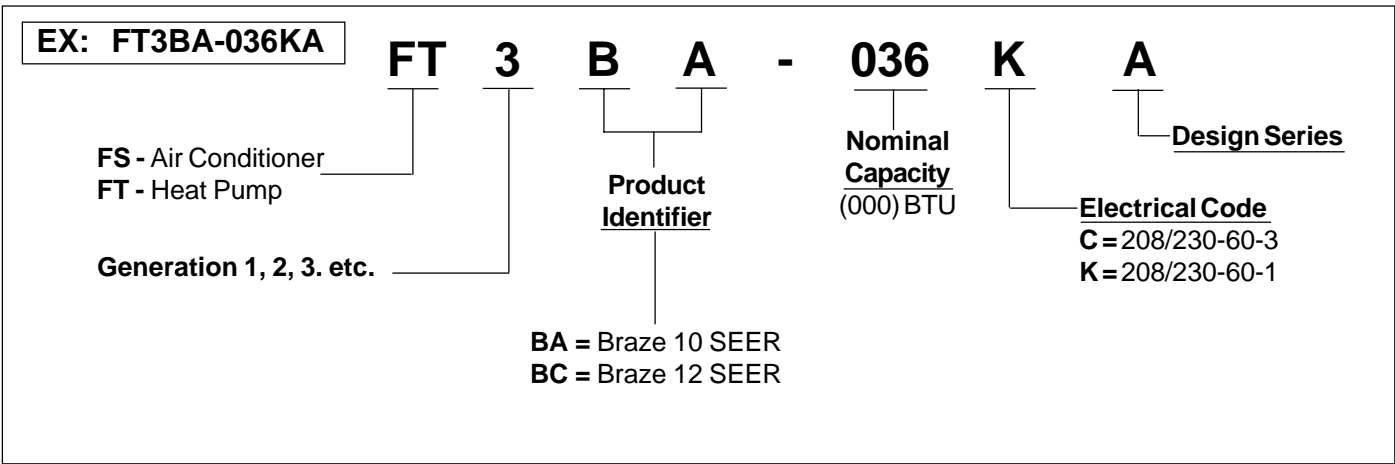 EX: FT3BA-036KA
FT 3 B A - 036 K A
FS - Air Conditioner
FT - Heat Pump
Generation 1, 2, 3. etc.
Product
Identifier
BA = Braze 10 SEER
BC = Braze 12 SEER
Nominal
Capacity
(000) BTU
Design Series
Electrical Code
C = 208/230-60-3
K = 208/230-60-1